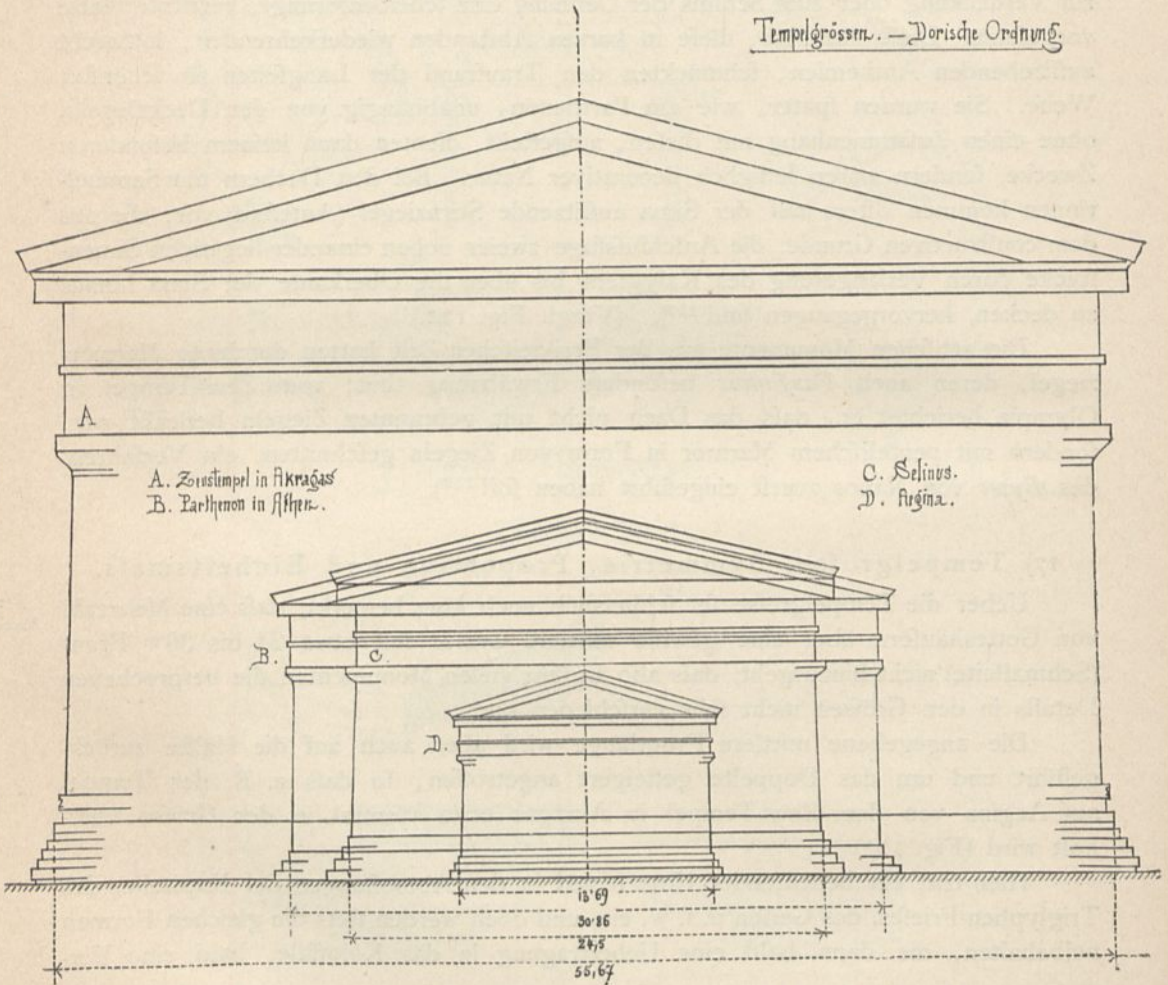 Tempelgrössen. – Dorische Ordnung.
A
A. Zeustempel in Akragas
B. Parthenon in Athen.
C. Selinus.
D. Aegina.
B.
C.
D.
13·69
30·86
24,5
55,67